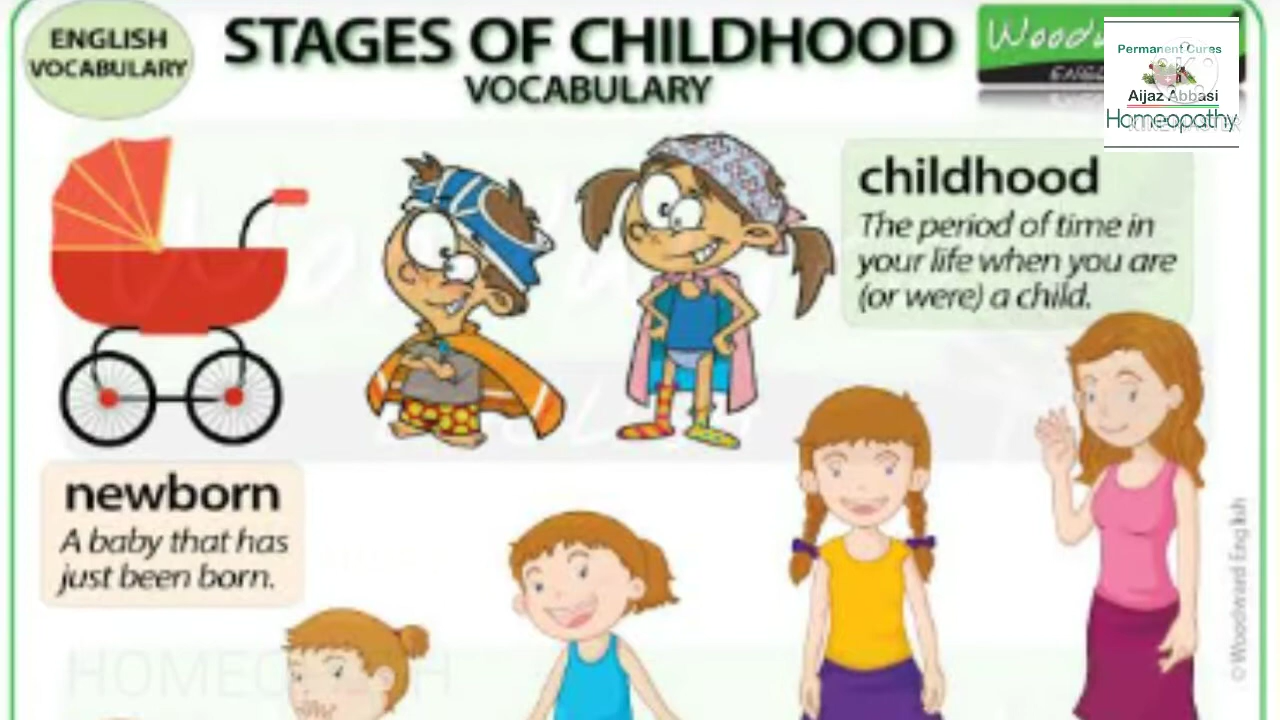 ENGLISH
VOCABULARY
STAGES OF CHILDHOOD
VOCABULARY
Permanent Cures
Aijaz Abbasi
Homeopathy
childhood
The period of time in
your life when you are
(or were) a child.
newborn
A baby that has
just been born.
© Woodward English